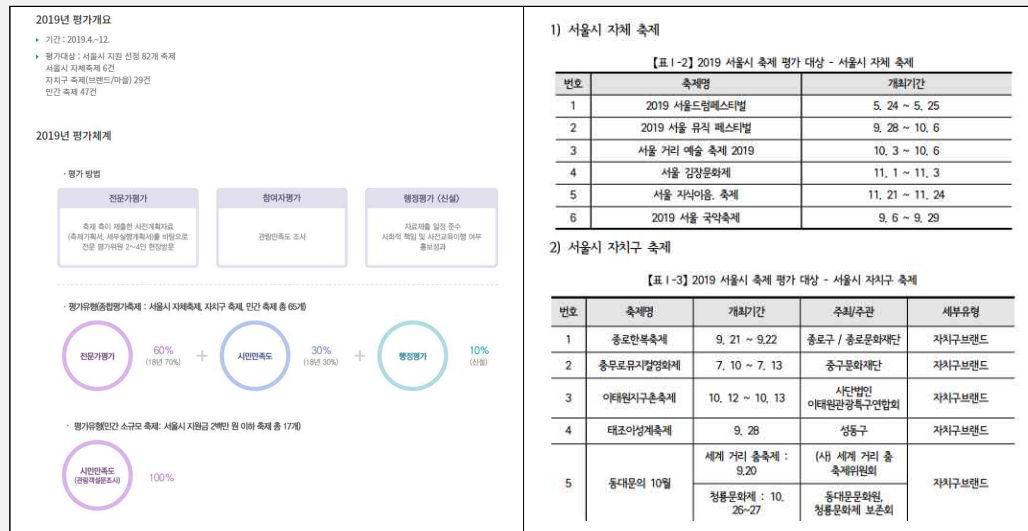 2019년 평가개요
▸ 기간 : 2019.4.~12.
▸ 평가대상 : 서울시 지원 선정 82개 축제
서울시 자체축제 6건
자치구 축제(브랜드/마을) 29건
민간 축제 47건
2019년 평가체계
· 평가 방법
전문가평가
축제 측이 제출한 사전계획자료
(축제기획서, 세부실행계획서)를 바탕으로
전문 평가위원 2~4인 현장방문
참여자평가
관람만족도 조사
행정평가 (신설)
자료제출 일정 준수
사회적 책임 및 사전교육이행 여부
홍보성과
· 평가유형(종합평가축제 : 서울시 자체축제, 자치구 축제, 민간 축제 총 65개)
전문가평가 60% (18년 70%) + 시민만족도 30% (18년 30%) + 행정평가 10% (신설)
· 평가유형(민간 소규모 축제: 서울시 지원금 2백만 원 이하 축제 총 17개)
시민만족도
(관람객설문조사)
100%
1) 서울시 자체 축제
【표 Ⅰ-2】 2019 서울시 축제 평가 대상 - 서울시 자체 축제
번호 축제명 개최기간
1 2019 서울드럼페스티벌 5. 24 ~ 5. 25
2 2019 서울 뮤직 페스티벌 9. 28 ~ 10. 6
3 서울 거리 예술 축제 2019 10. 3 ~ 10. 6
4 서울 김장문화제 11. 1 ~ 11. 3
5 서울 지식이음. 축제 11. 21 ~ 11. 24
6 2019 서울 국악축제 9. 6 ~ 9. 29
2) 서울시 자치구 축제
【표 Ⅰ-3】 2019 서울시 축제 평가 대상 - 서울시 자치구 축제
번호 축제명 개최기간 주최/주관 세부유형
1 종로한복축제 9. 21 ~ 9.22 종로구 / 종로문화재단 자치구브랜드
2 충무로뮤지컬영화제 7. 10 ~ 7. 13 중구문화재단 자치구브랜드
3 이태원지구촌축제 10. 12 ~ 10. 13 사단법인 이태원관광특구연합회 자치구브랜드
4 태조이성계축제 9. 28 성동구 자치구브랜드
5 동대문의 10월 세계 거리 춤축제 : 9.20 (사) 세계 거리 춤 축제위원회 자치구브랜드
청룡문화제 : 10. 26~27 동대문문화원, 청룡문화제 보존회